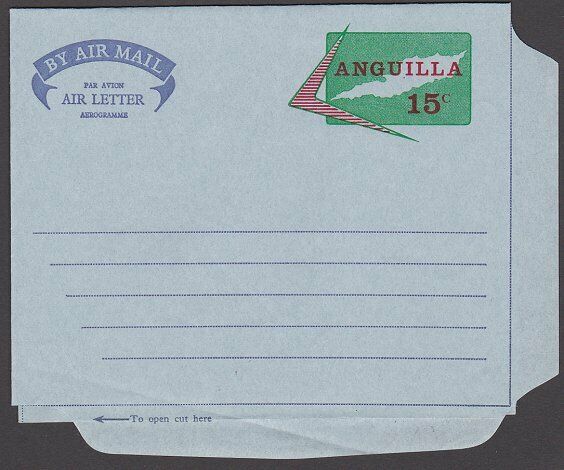 BY AIR MAIL
PAR AVION
AIR LETTER
AEROGRAMME
ANGUILLA
15c
To open cut here